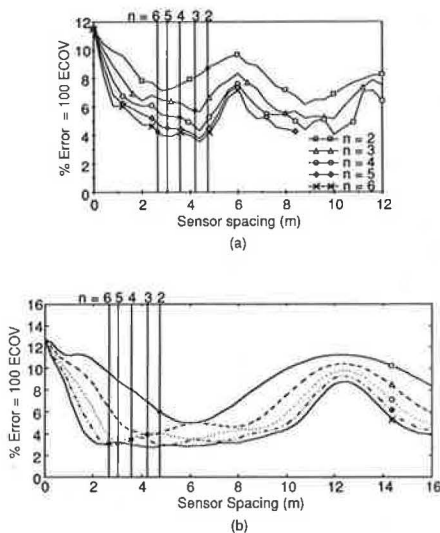 n = 6 5 4 3 2
12
10
8
6
4
2
0
% Error = 100 ECOV
n = 2
n = 3
n = 4
n = 5
n = 6
0 2 4 6 8 10 12
Sensor spacing (m)
(a)
n = 6 5 4 3 2
16
14
12
10
8
6
4
2
0
% Error = 100 ECOV
0 2 4 6 8 10 12 14 16
Sensor Spacing (m)
(b)